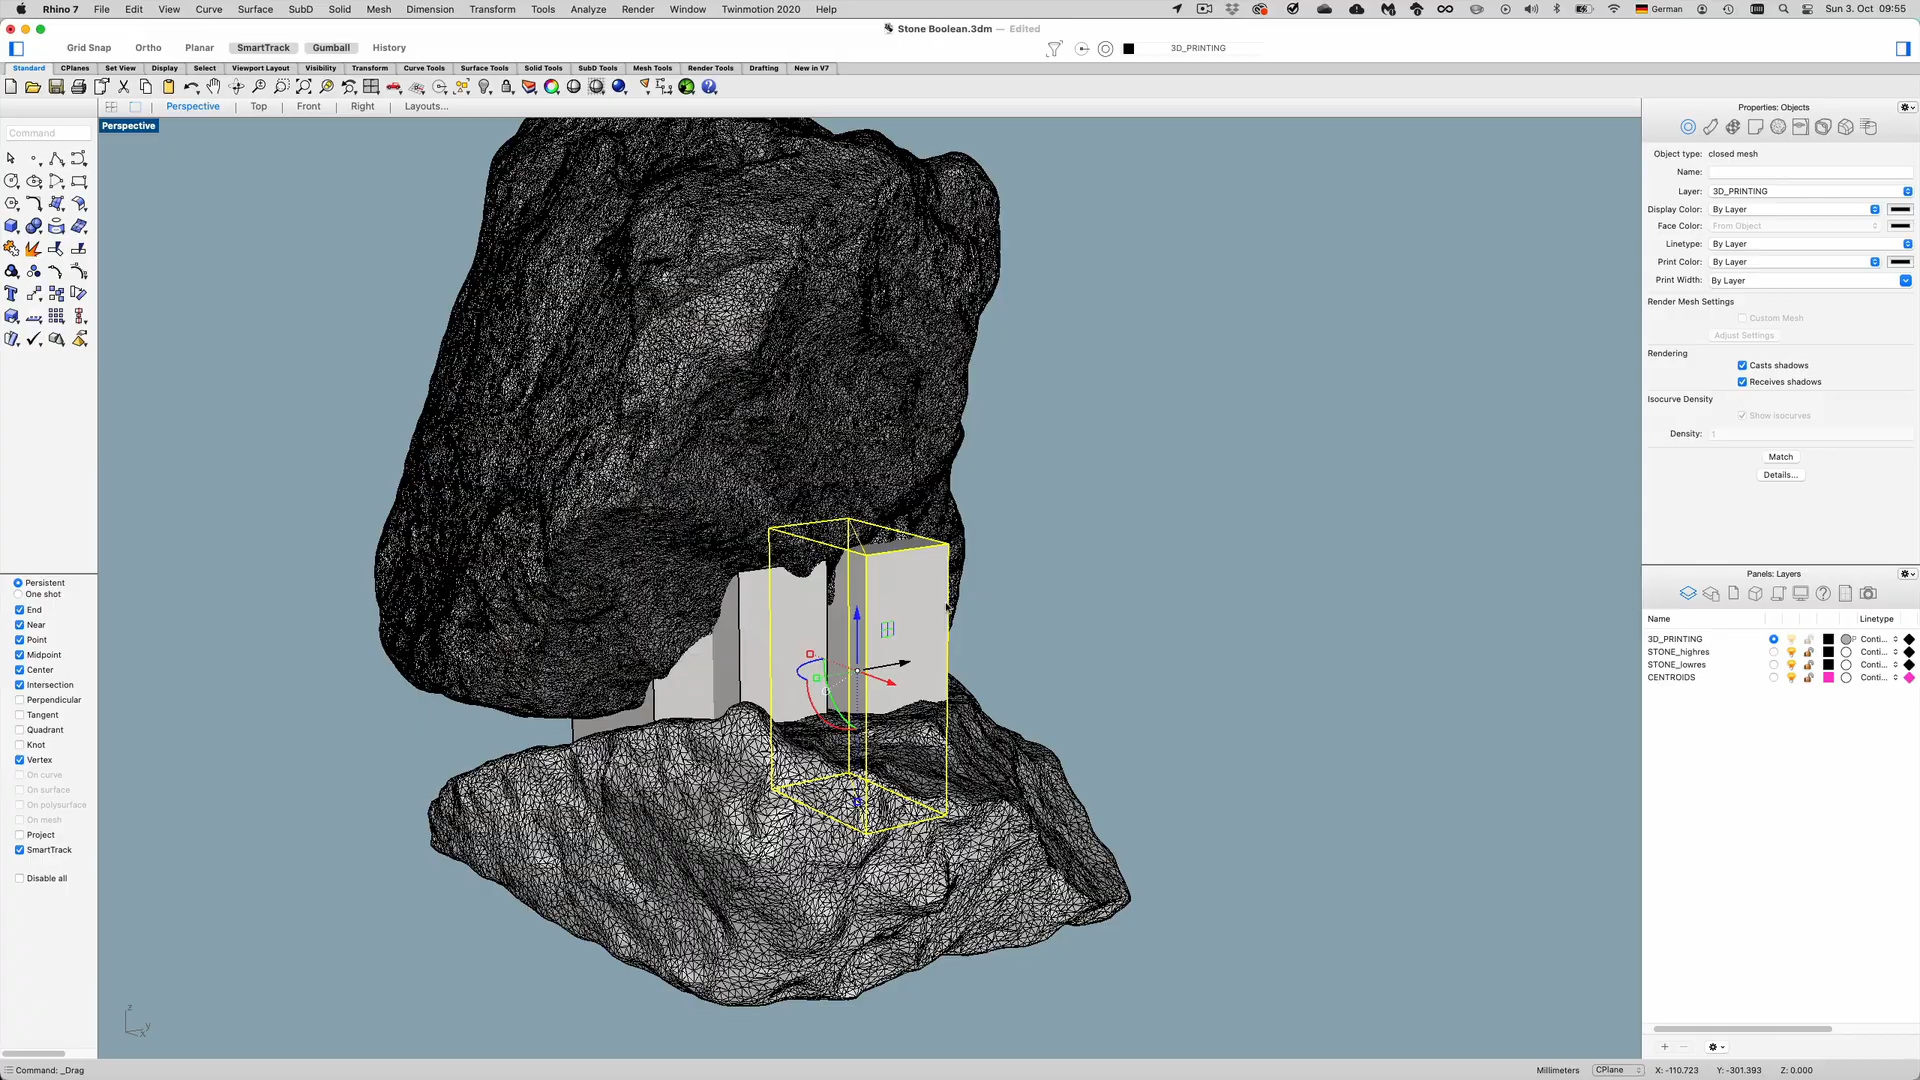 Rhino 7 File Edit View Curve Surface SubD Solid Mesh Dimension Transform Tools Analyze Render Window Twinmotion 2020 Help German Sun 3. Oct 09:55
Stone Boolean.3dm — Edited
Grid Snap Ortho Planar SmartTrack Gumball History 3D_PRINTING
Standard CPlanes Set View Display Select Viewport Layout Visibility Transform Curve Tools Surface Tools Solid Tools SubD Tools Mesh Tools Render Tools Drafting New in V7
Perspective Top Front Right Layouts...
Perspective
Command
Persistent
One shot
End
Near
Point
Midpoint
Center
Intersection
Perpendicular
Tangent
Quadrant
Knot
Vertex
On curve
On surface
On polysurface
On mesh
Project
SmartTrack
Disable all
z
y
x
Properties: Objects
Object type: closed mesh
Name:
Layer: 3D_PRINTING
Display Color: By Layer
Face Color: From Object
Linetype: By Layer
Print Color: By Layer
Print Width: By Layer
Render Mesh Settings
Custom Mesh
Adjust Settings
Rendering
Casts shadows
Receives shadows
Isocurve Density
Show isocurves
Density: 1
Match
Details...
Panels: Layers
Name Linetype
3D_PRINTING Conti...
STONE_highres Conti...
STONE_lowres Conti...
CENTROIDS Conti...
Command: _Drag Millimeters CPlane X: -110.723 Y: -301.393 Z: 0.000